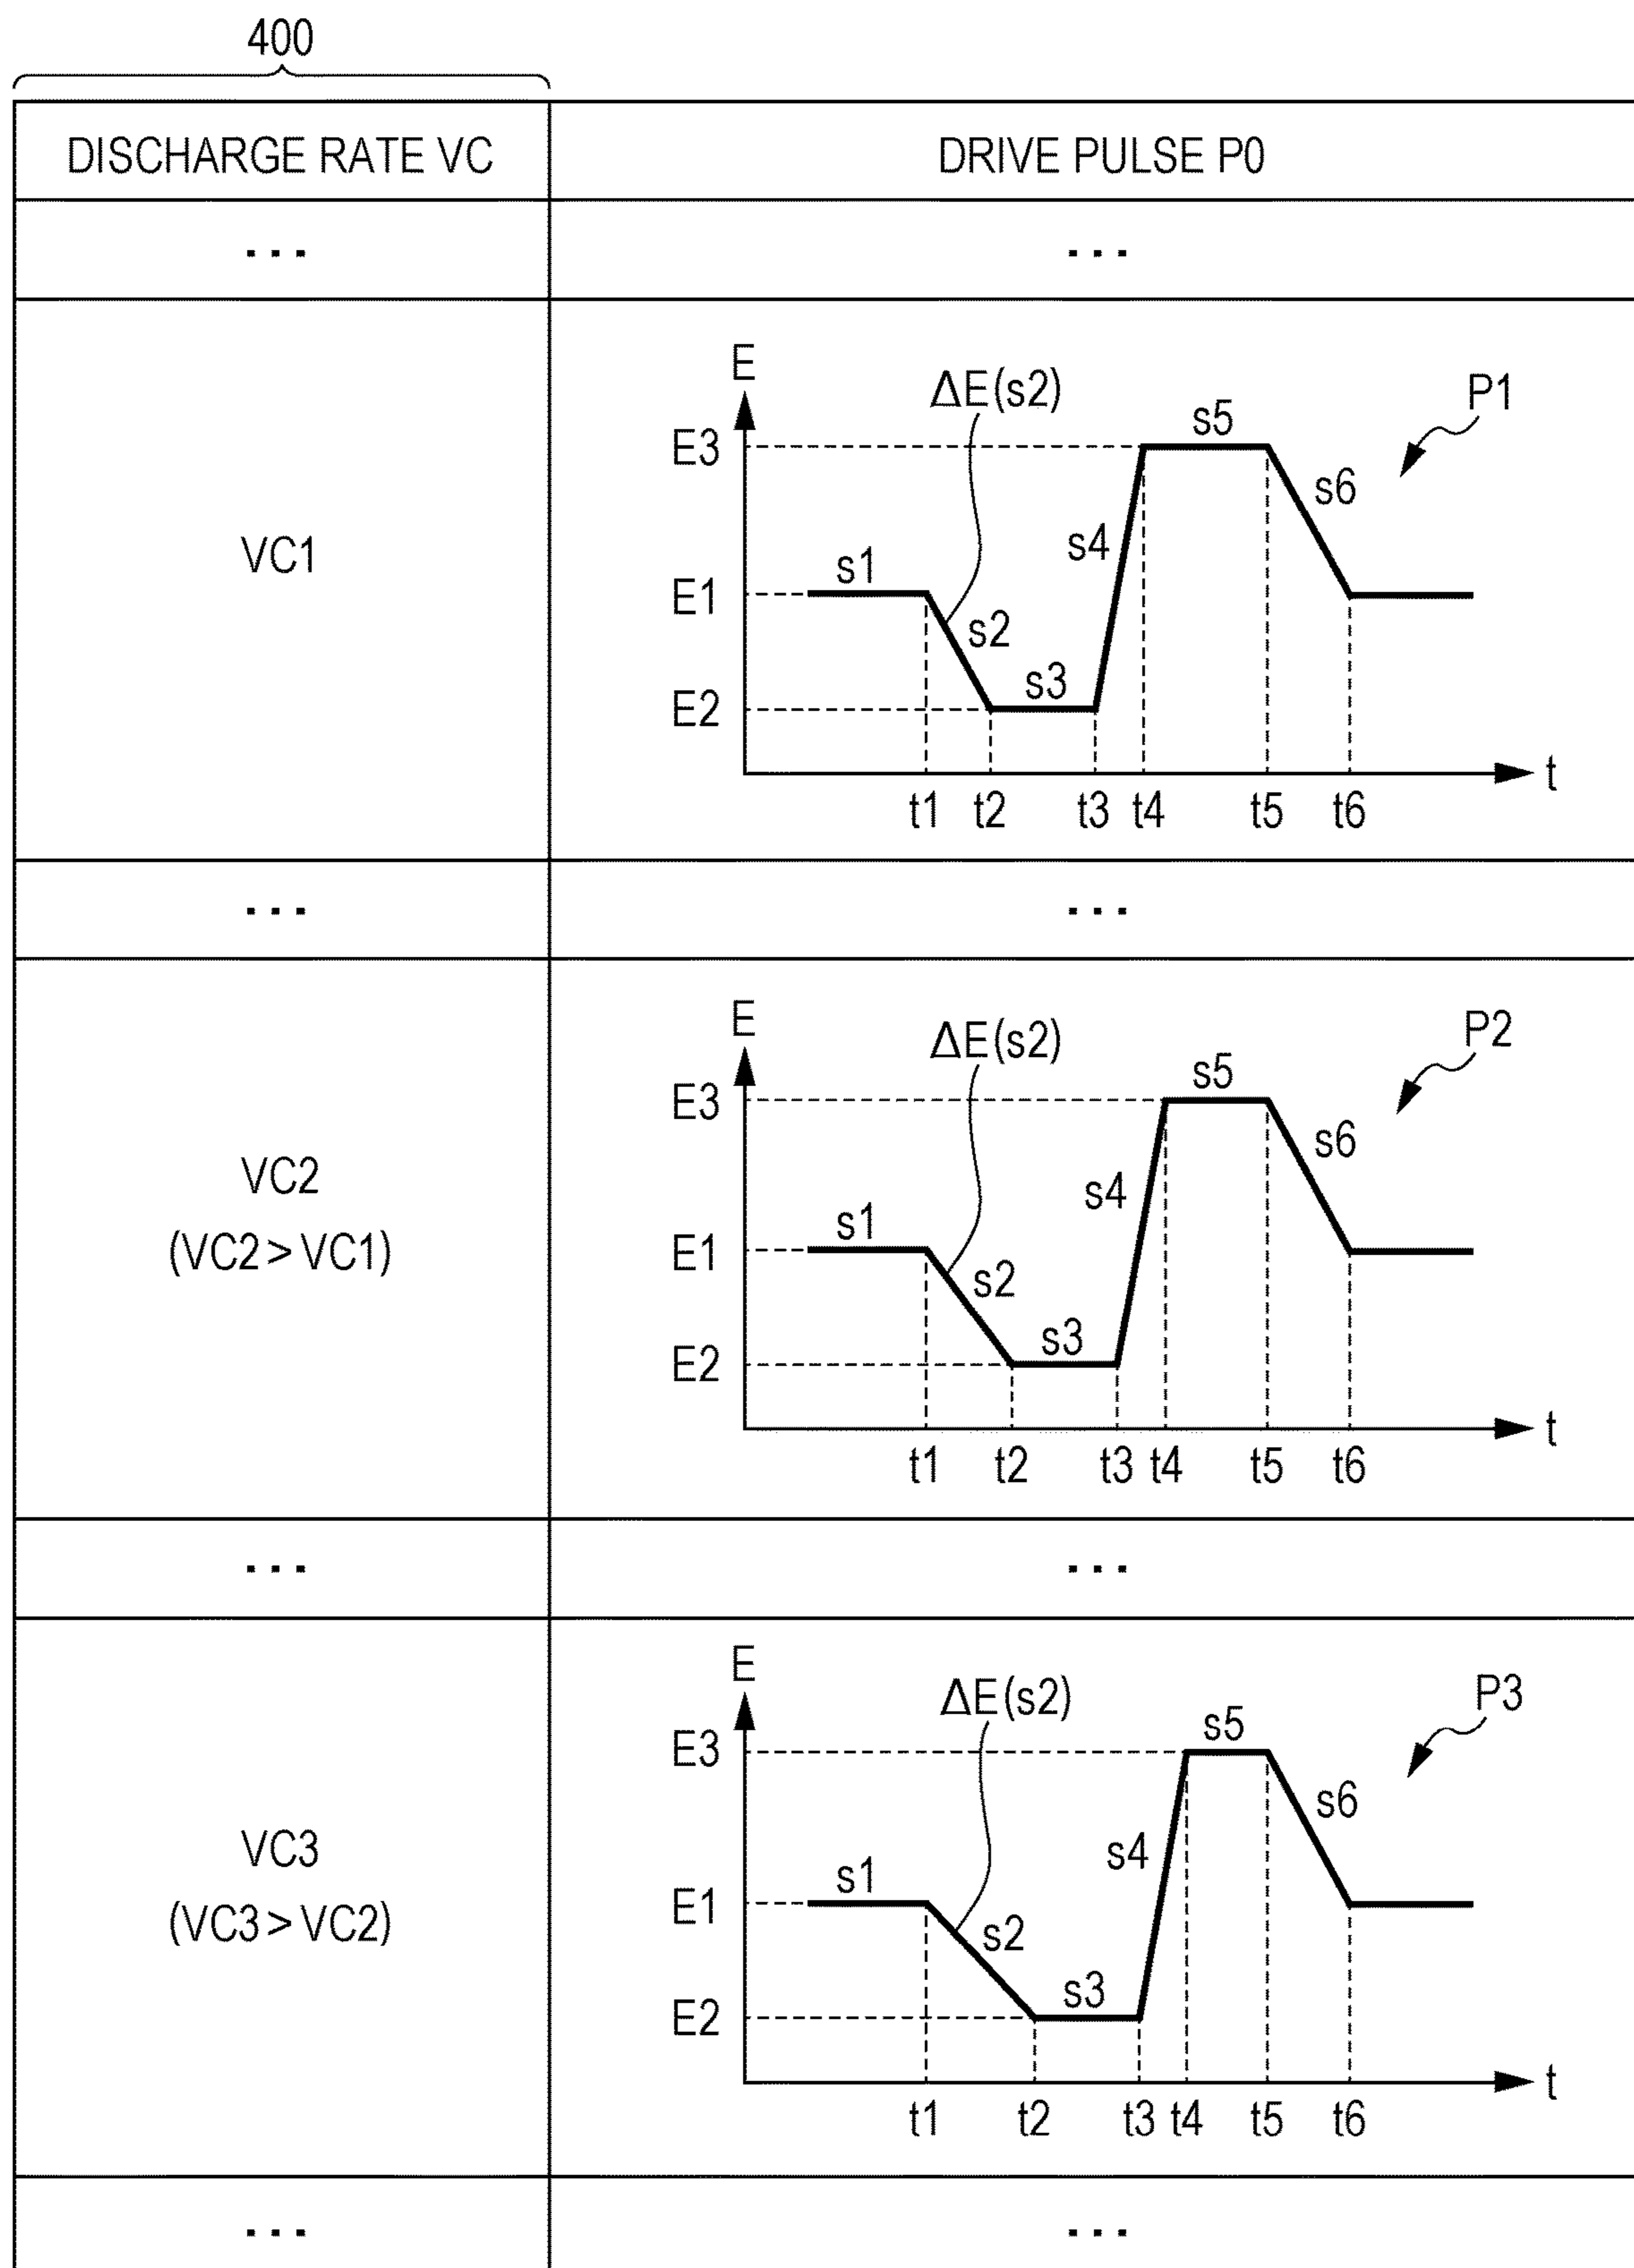 400
DISCHARGE RATE VC DRIVE PULSE P0
... ...
VC1
E ΔE(s2) P1
E3 s5
s6
s4
E1 s1
s2
E2 s3
t
t1 t2 t3 t4 t5 t6
... ...
VC2
(VC2 > VC1)
E ΔE(s2) P2
E3 s5
s6
s4
E1 s1
s2
E2 s3
t
t1 t2 t3 t4 t5 t6
... ...
VC3
(VC3 > VC2)
E ΔE(s2) P3
E3 s5
s6
s4
E1 s1
s2
E2 s3
t
t1 t2 t3 t4 t5 t6
... ...